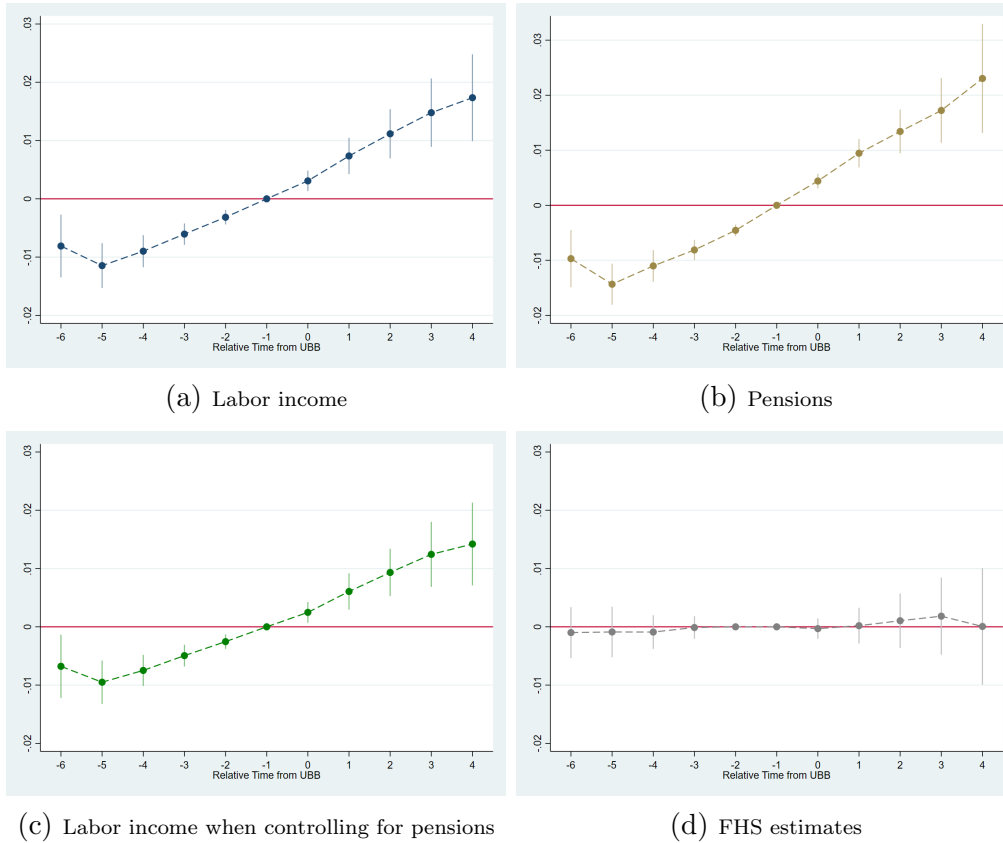 .03
.02
.01
0
-.01
-.02
-6 -5 -4 -3 -2 -1 0 1 2 3 4
Relative Time from UBB
(a) Labor income
.03
.02
.01
0
-.01
-.02
-6 -5 -4 -3 -2 -1 0 1 2 3 4
Relative Time from UBB
(b) Pensions
.03
.02
.01
0
-.01
-.02
-6 -5 -4 -3 -2 -1 0 1 2 3 4
Relative Time from UBB
(c) Labor income when controlling for pensions
.03
.02
.01
0
-.01
-.02
-6 -5 -4 -3 -2 -1 0 1 2 3 4
Relative Time from UBB
(d) FHS estimates